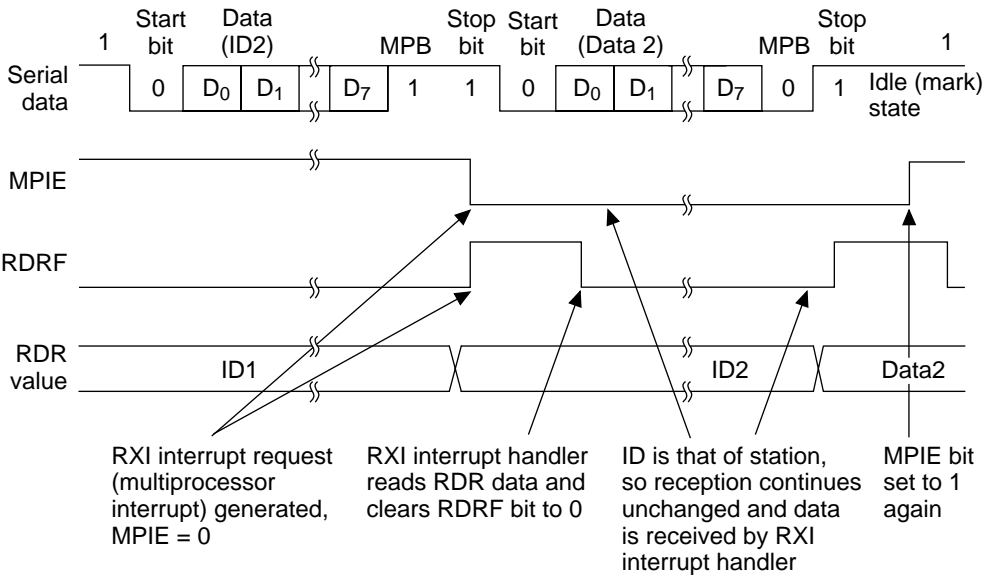 1 Start bit Data (ID2) MPB Stop bit Start bit Data (Data 2) MPB Stop bit 1
Serial data 0 D0 D1 D7 1 1 0 D0 D1 D7 0 1 Idle (mark) state
MPIE
RDRF
RDR value ID1 ID2 Data2
RXI interrupt request
(multiprocessor
interrupt) generated,
MPIE = 0
RXI interrupt handler
reads RDR data and
clears RDRF bit to 0
ID is that of station,
so reception continues
unchanged and data
is received by RXI
interrupt handler
MPIE bit
set to 1
again